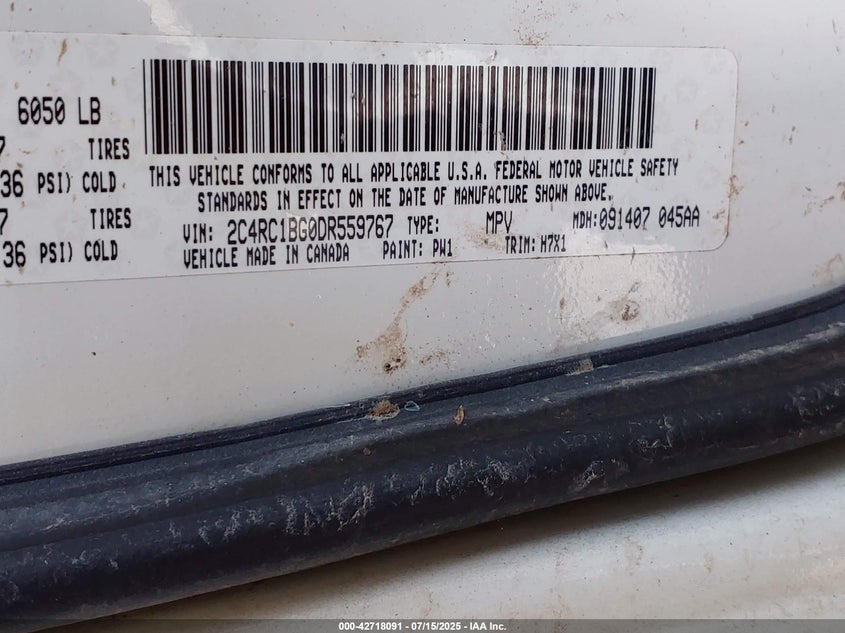 6050 LB
7 TIRES
36 PSI) COLD
7 TIRES
36 PSI) COLD
THIS VEHICLE CONFORMS TO ALL APPLICABLE U.S.A. FEDERAL MOTOR VEHICLE SAFETY
STANDARDS IN EFFECT ON THE DATE OF MANUFACTURE SHOWN ABOVE.
VIN: 2C4RC1BG0DR559767 TYPE: MPV MDH:091407 045AA
VEHICLE MADE IN CANADA PAINT: PW1 TRIM: H7X1
000-42718091 - 07/15/2025 - IAA Inc.